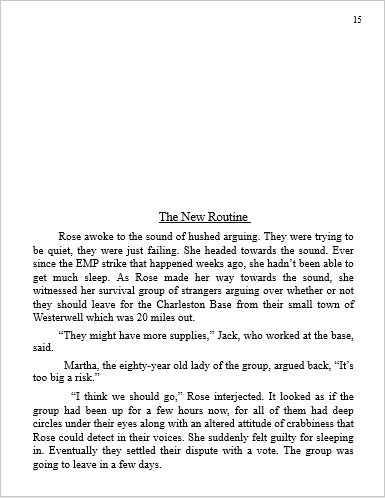 15
The New Routine
Rose awoke to the sound of hushed arguing. They were trying to
be quiet, they were just failing. She headed towards the sound. Ever
since the EMP strike that happened weeks ago, she hadn’t been able to
get much sleep. As Rose made her way towards the sound, she
witnessed her survival group of strangers arguing over whether or not
they should leave for the Charleston Base from their small town of
Westerwell which was 20 miles out.
“They might have more supplies,” Jack, who worked at the base,
said.
Martha, the eighty-year old lady of the group, argued back, “It’s
too big a risk.”
“I think we should go,” Rose interjected. It looked as if the
group had been up for a few hours now, for all of them had deep
circles under their eyes along with an altered attitude of crabbiness that
Rose could detect in their voices. She suddenly felt guilty for sleeping
in. Eventually they settled their dispute with a vote. The group was
going to leave in a few days.